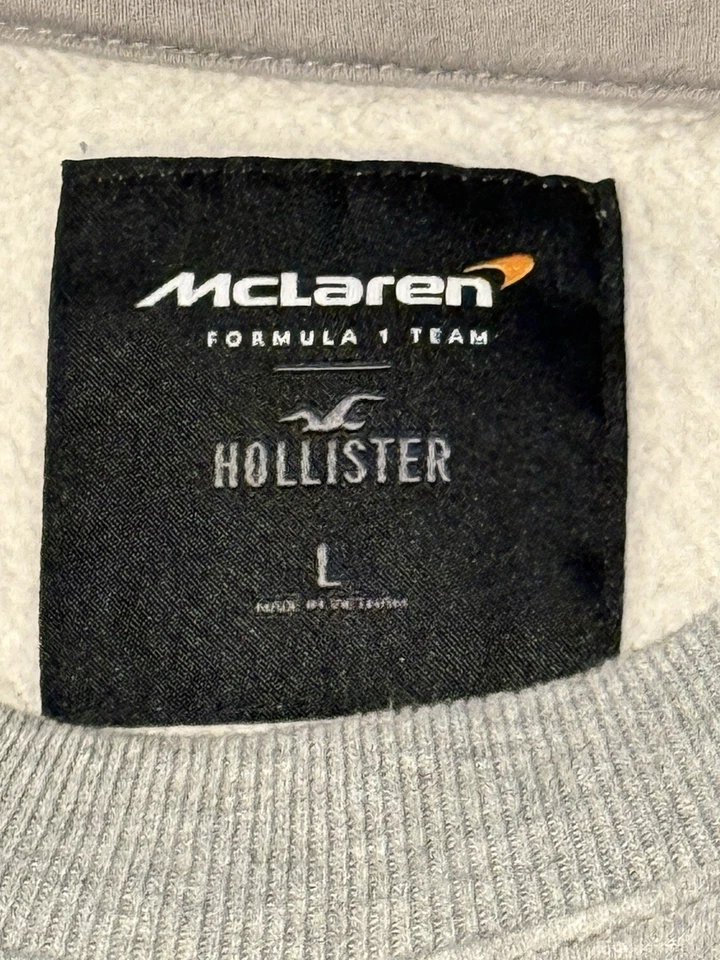 McLaren
FORMULA 1 TEAM
HOLLISTER
L
MADE IN VIETNAM